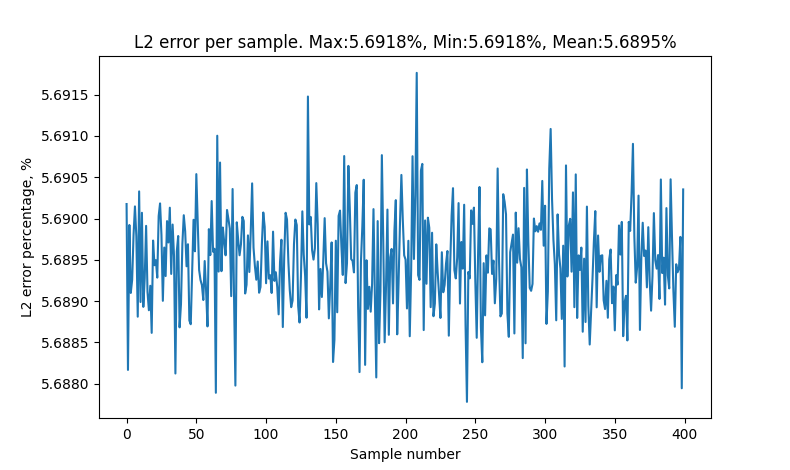 L2 error per sample. Max:5.6918%, Min:5.6918%, Mean:5.6895%
L2 error percentage, %
5.6915
5.6910
5.6905
5.6900
5.6895
5.6890
5.6885
5.6880
0 50 100 150 200 250 300 350 400
Sample number